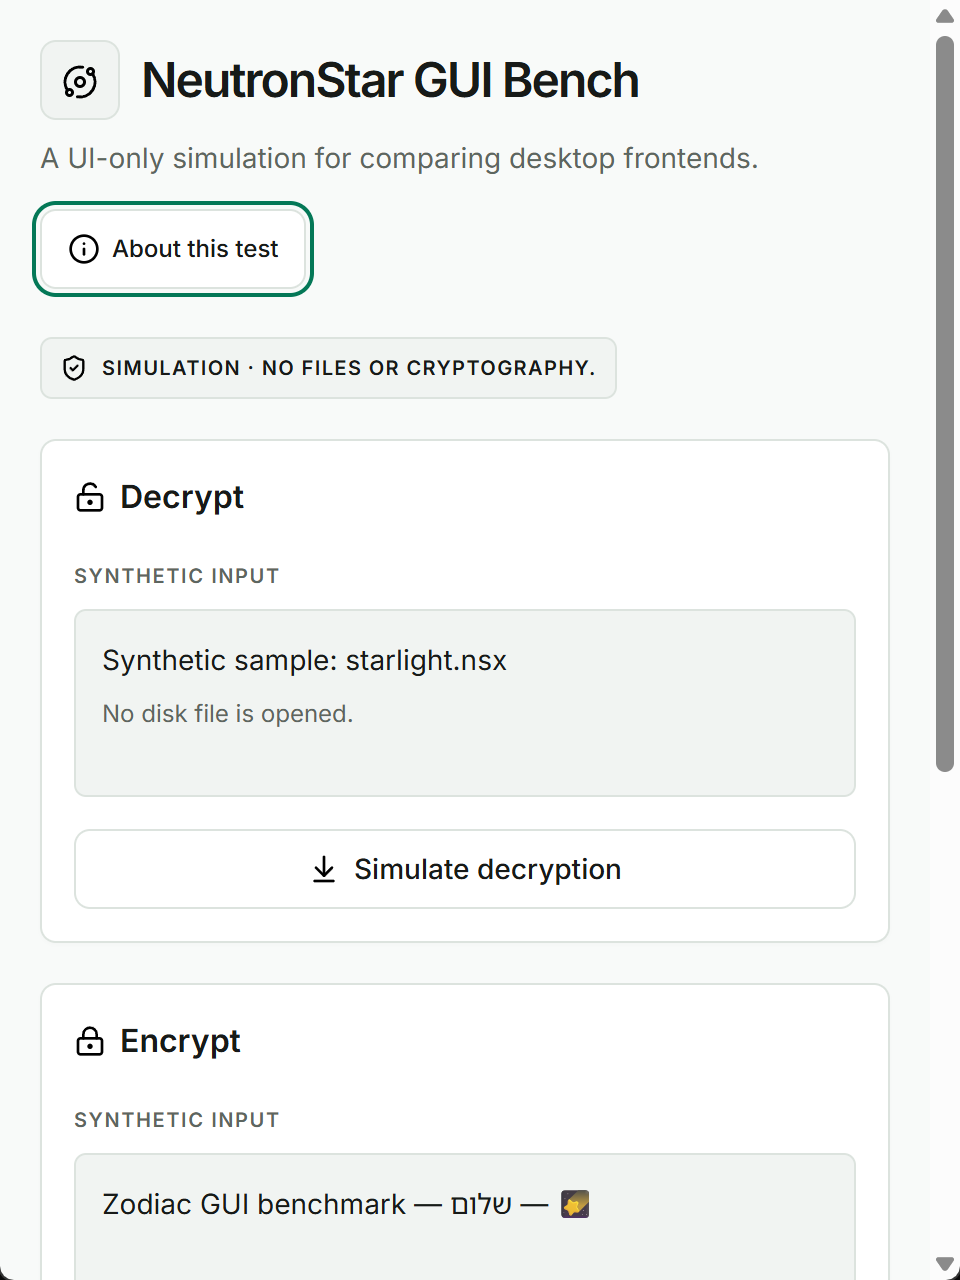 NeutronStar GUI Bench
A UI-only simulation for comparing desktop frontends.
About this test
SIMULATION · NO FILES OR CRYPTOGRAPHY.
Decrypt
SYNTHETIC INPUT
Synthetic sample: starlight.nsx
No disk file is opened.
Simulate decryption
Encrypt
SYNTHETIC INPUT
Zodiac GUI benchmark — שלום — 🌠